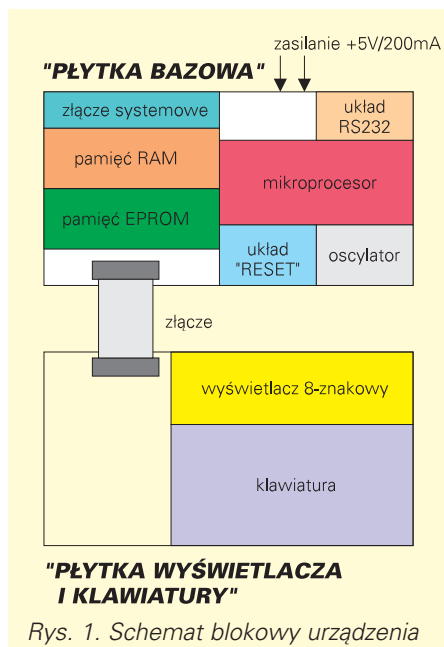 zasilanie +5V/200mA
"PŁYTKA BAZOWA"
złącze systemowe
układ
RS232
pamięć RAM
mikroprocesor
pamięć EPROM
układ
"RESET"
oscylator
złącze
wyświetlacz 8-znakowy
klawiatura
"PŁYTKA WYŚWIETLACZA
I KLAWIATURY"
Rys. 1. Schemat blokowy urządzenia